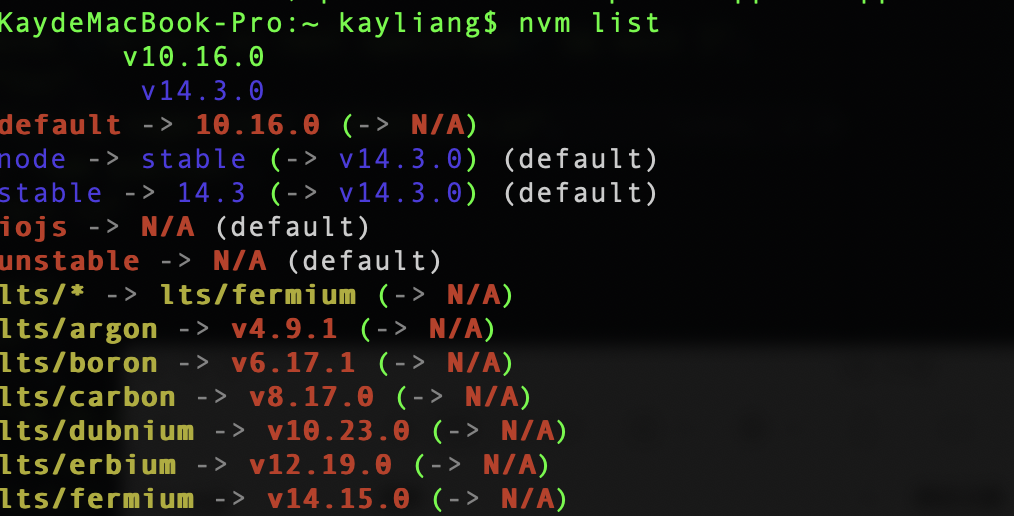 KaydeMacBook-Pro:~ kayliang$ nvm list
v10.16.0
v14.3.0
default -> 10.16.0 (-> N/A)
node -> stable (-> v14.3.0) (default)
stable -> 14.3 (-> v14.3.0) (default)
iojs -> N/A (default)
unstable -> N/A (default)
lts/* -> lts/fermium (-> N/A)
lts/argon -> v4.9.1 (-> N/A)
lts/boron -> v6.17.1 (-> N/A)
lts/carbon -> v8.17.0 (-> N/A)
lts/dubnium -> v10.23.0 (-> N/A)
lts/erbium -> v12.19.0 (-> N/A)
lts/fermium -> v14.15.0 (-> N/A)